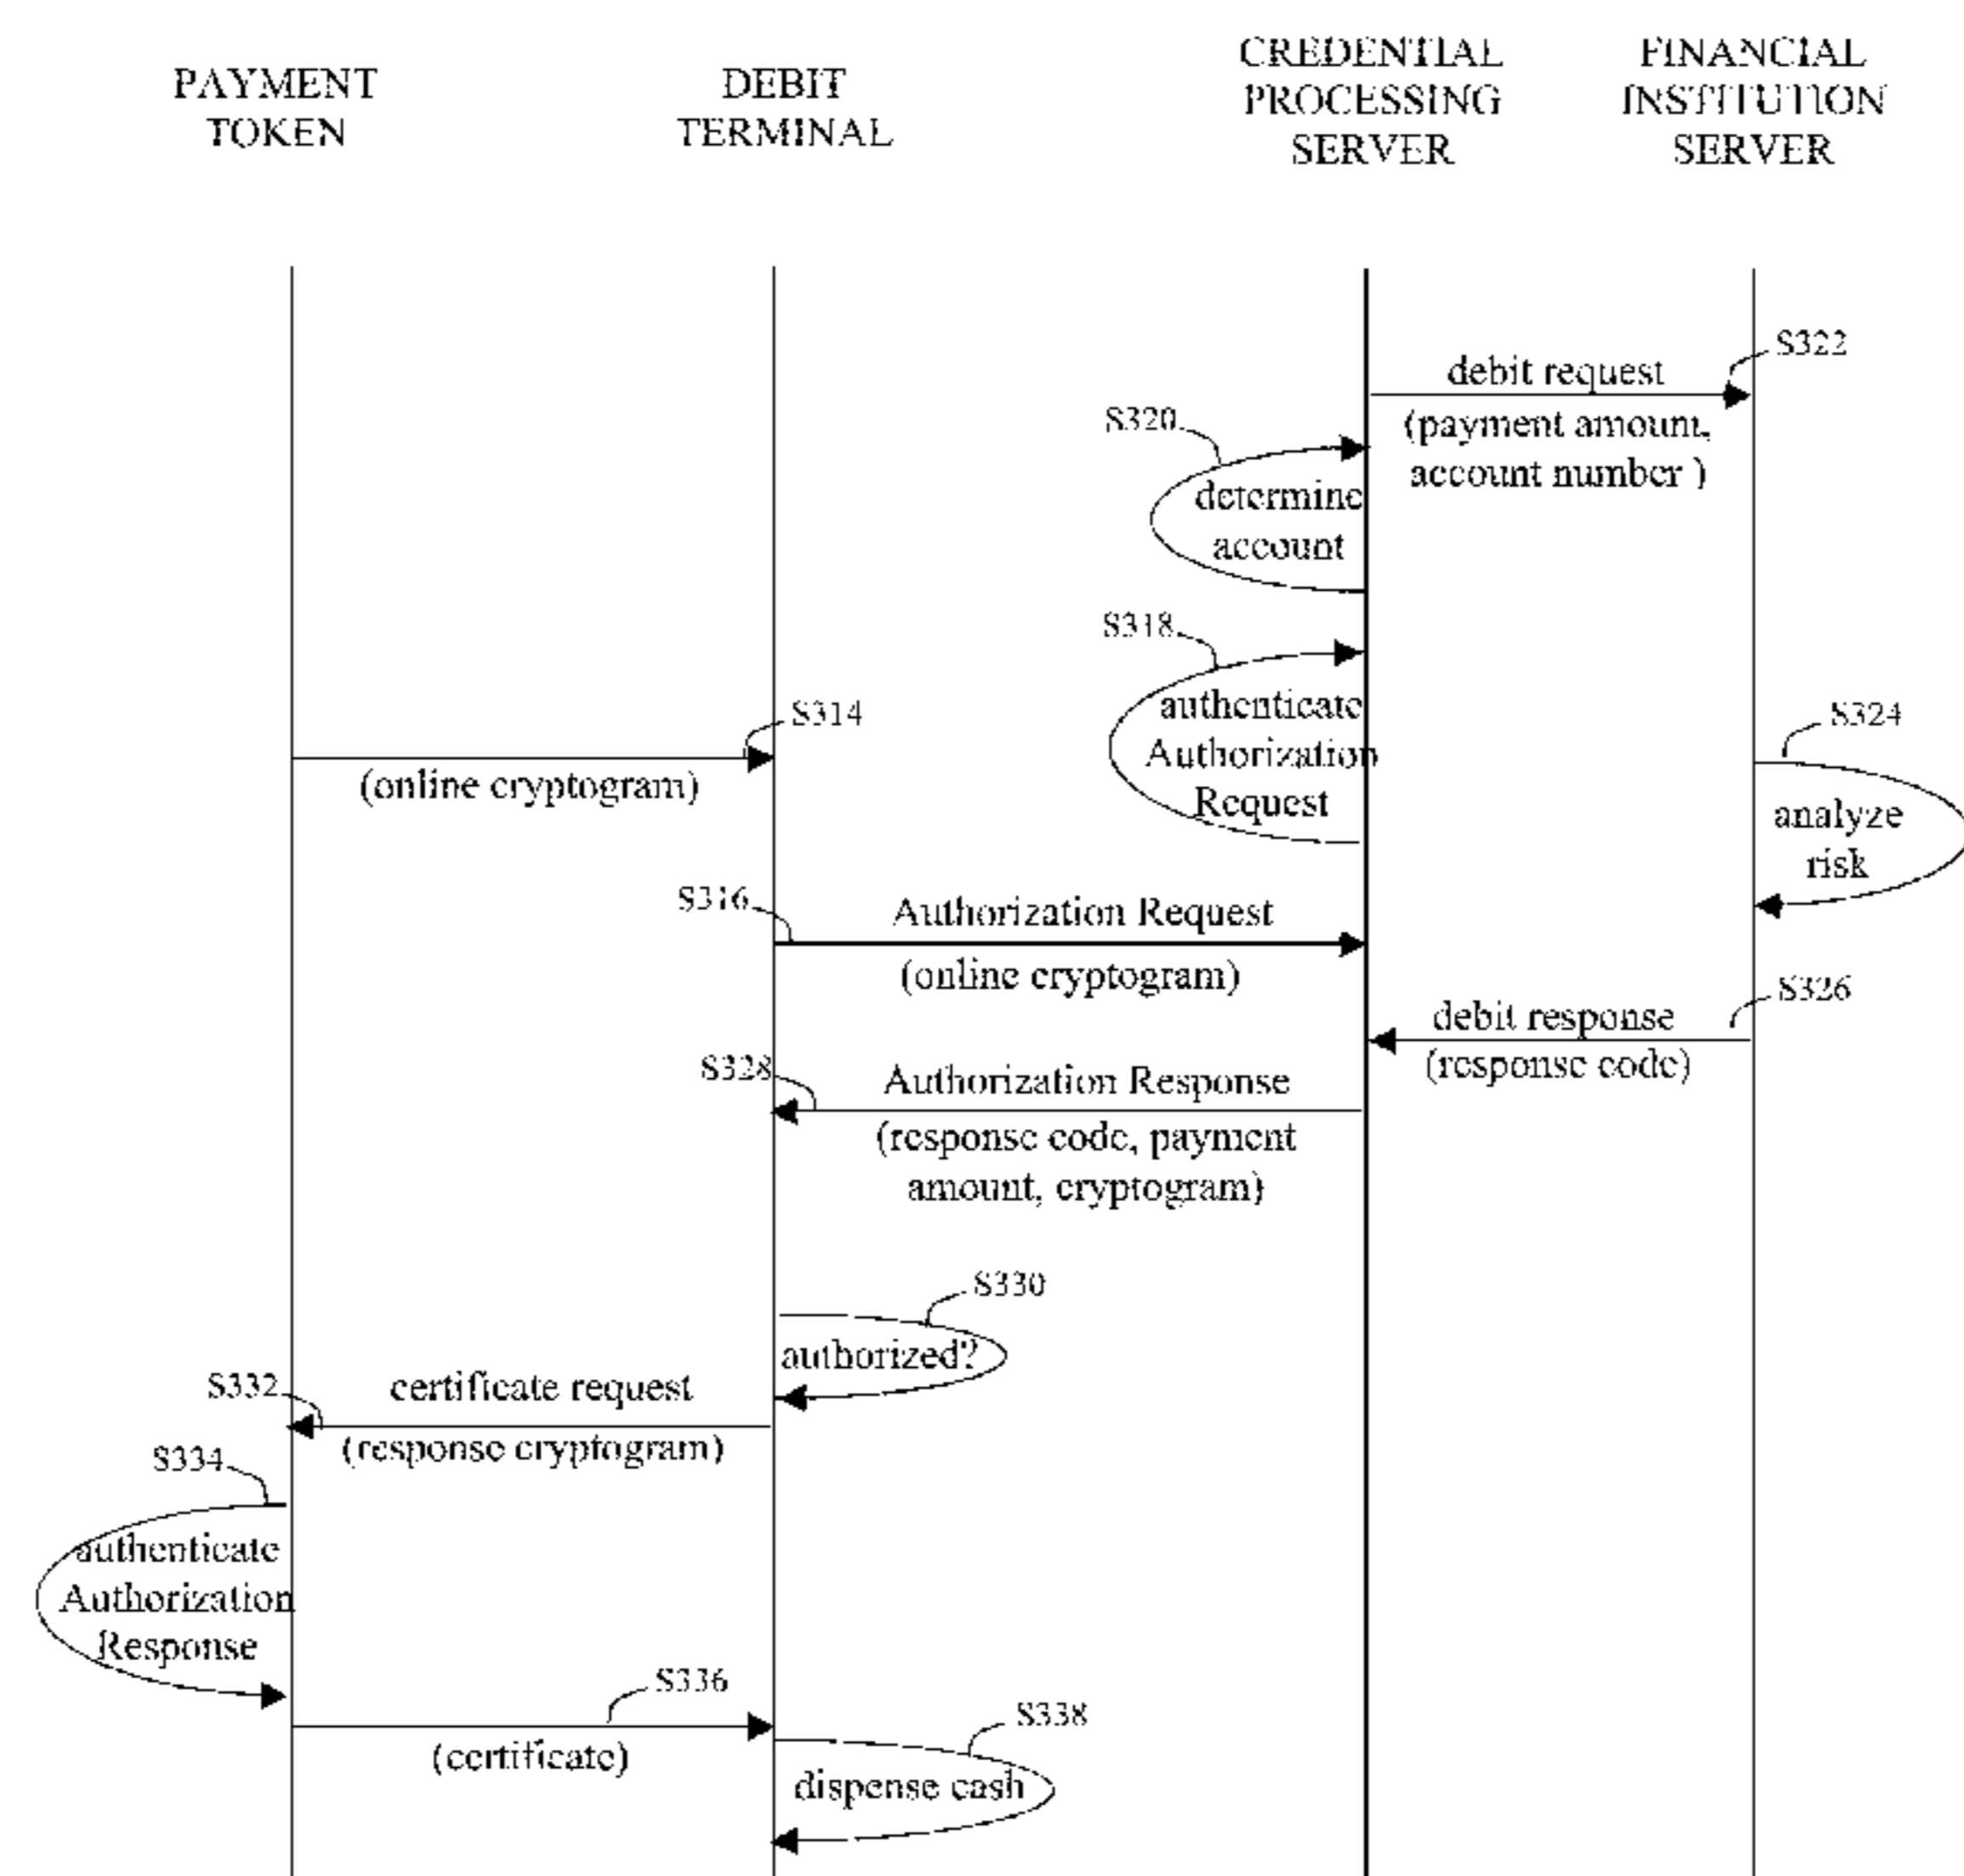 PAYMENT
TOKEN
DEBIT
TERMINAL
CREDENTIAL
PROCESSING
SERVER
FINANCIAL
INSTITUTION
SERVER
S322
debit request
(payment amount,
account number )
S320
determine
account
S318
authenticate
Authorization
Request
S314
(online cryptogram)
S324
analyze
risk
S316
Authorization Request
(online cryptogram)
S326
debit response
(response code)
S328
Authorization Response
(response code, payment
amount, cryptogram)
S330
authorized?
S332
certificate request
(response cryptogram)
S334
authenticate
Authorization
Response
S336
(certificate)
S338
dispense cash